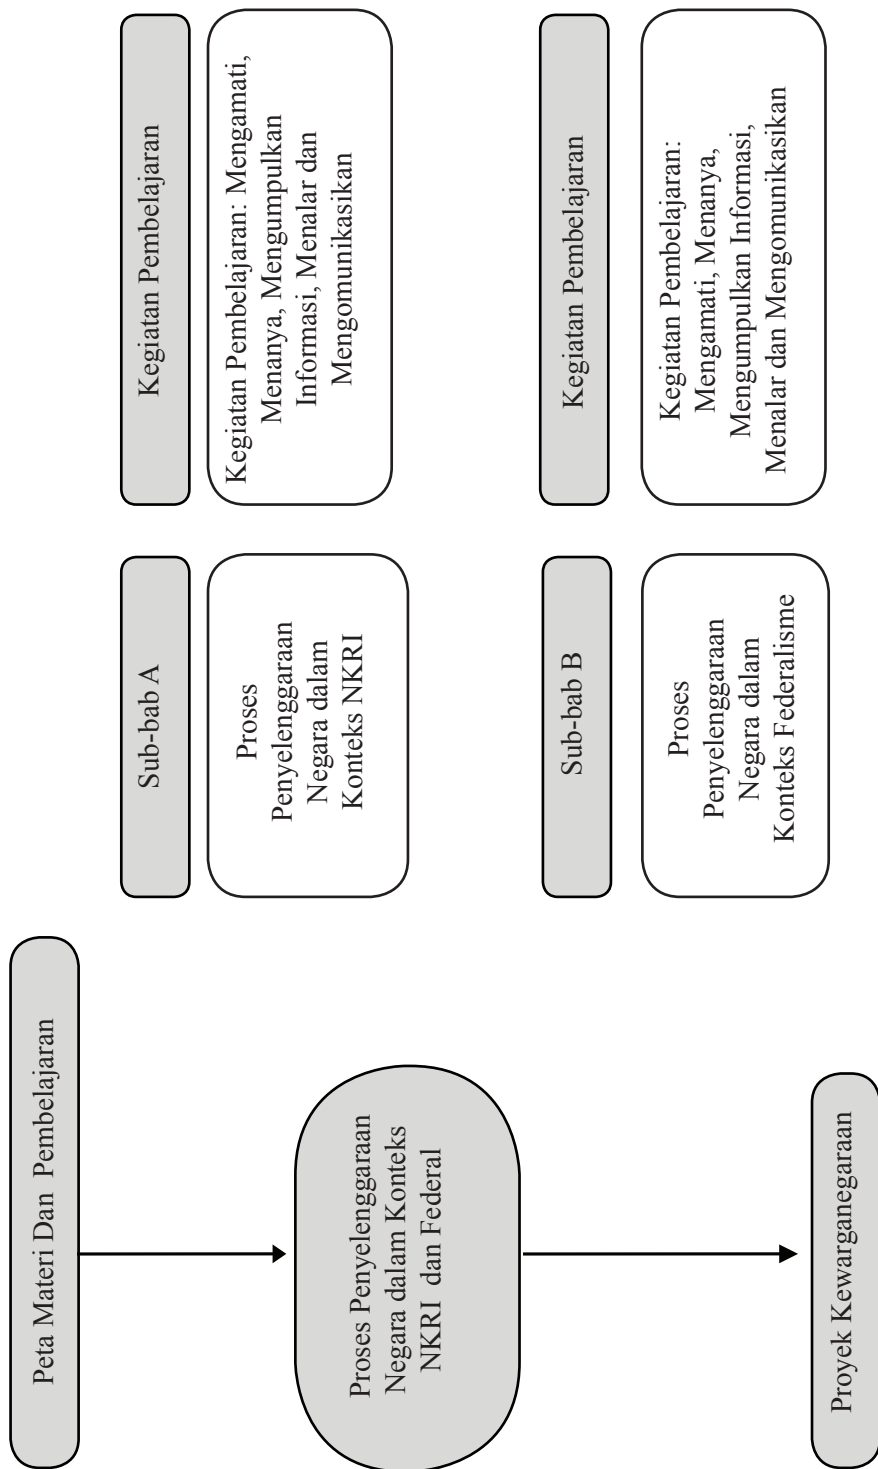 Peta Materi Dan Pembelajaran
Proses Penyelenggaraan
Negara dalam Konteks
NKRI dan Federal
Proyek Kewarganegaraan
Sub-bab A
Proses
Penyelenggaraan
Negara dalam
Konteks NKRI
Kegiatan Pembelajaran
Kegiatan Pembelajaran: Mengamati,
Menanya, Mengumpulkan
Informasi, Menalar dan
Mengomunikasikan
Sub-bab B
Proses
Penyelenggaraan
Negara dalam
Konteks Federalisme
Kegiatan Pembelajaran
Kegiatan Pembelajaran:
Mengamati, Menanya,
Mengumpulkan Informasi,
Menalar dan Mengomunikasikan